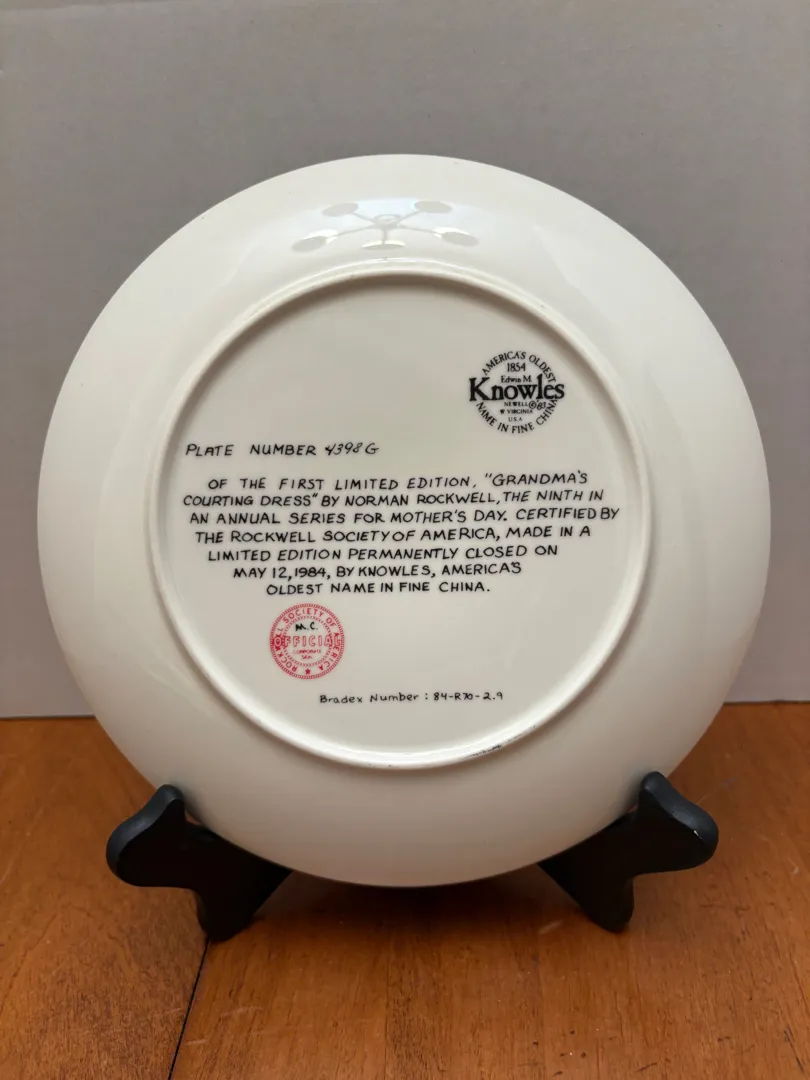 AMERICA'S OLDEST
1854
Edwin M.
Knowles
NEWELL © 83
W VIRGINIA
U.S.A
NAME IN FINE CHINA
PLATE NUMBER 4398G
OF THE FIRST LIMITED EDITION, "GRANDMA'S
COURTING DRESS" BY NORMAN ROCKWELL, THE NINTH IN
AN ANNUAL SERIES FOR MOTHER'S DAY. CERTIFIED BY
THE ROCKWELL SOCIETY OF AMERICA, MADE IN A
LIMITED EDITION PERMANENTLY CLOSED ON
MAY 12, 1984, BY KNOWLES, AMERICA'S
OLDEST NAME IN FINE CHINA.
ROCKWELL SOCIETY OF AMERICA
M.C.
OFFICIAL
CORPORATE
SEAL
Bradex Number : 84-R70-2.9